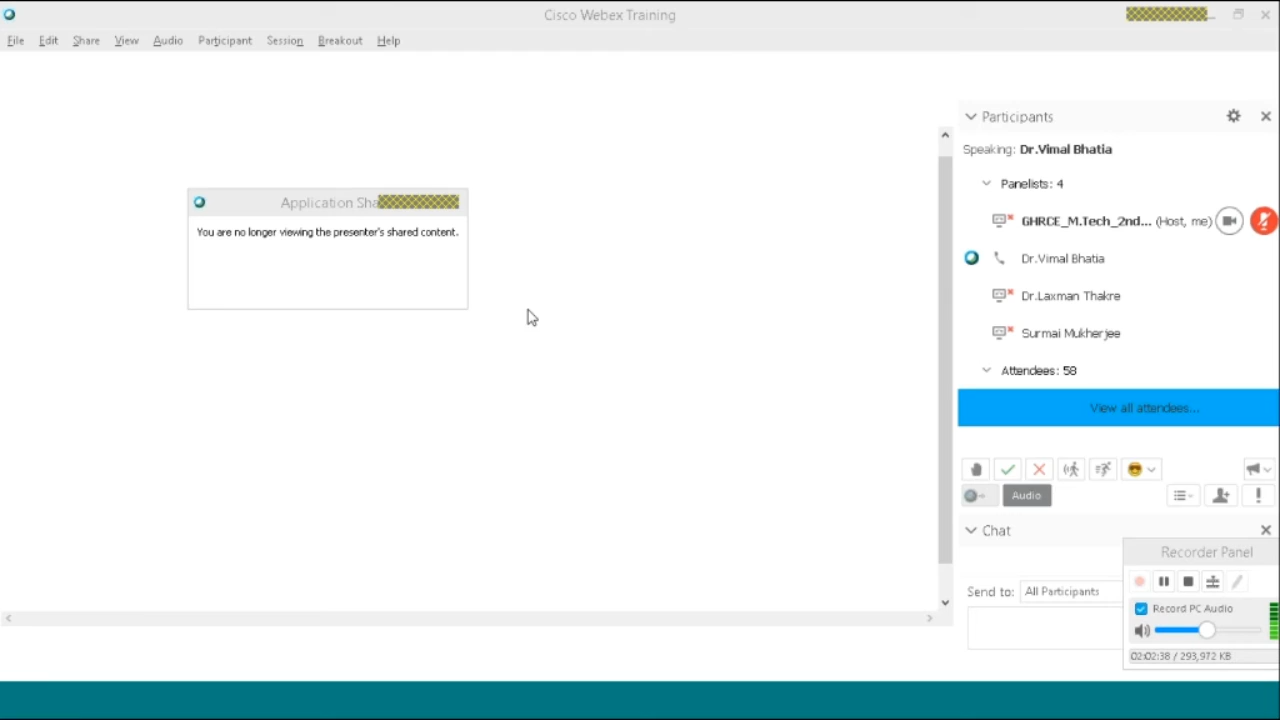 Cisco Webex Training
File Edit Share View Audio Participant Session Breakout Help
Participants
Speaking: Dr.Vimal Bhatia
Panelists: 4
GHRCE_M.Tech_2nd... (Host, me)
Dr.Vimal Bhatia
Dr.Laxman Thakre
Surmai Mukherjee
Attendees: 58
View all attendees...
Audio
Chat
Send to: All Participants
Application Sha
You are no longer viewing the presenter's shared content.
Recorder Panel
Record PC Audio
02:02:38 / 293,972 KB